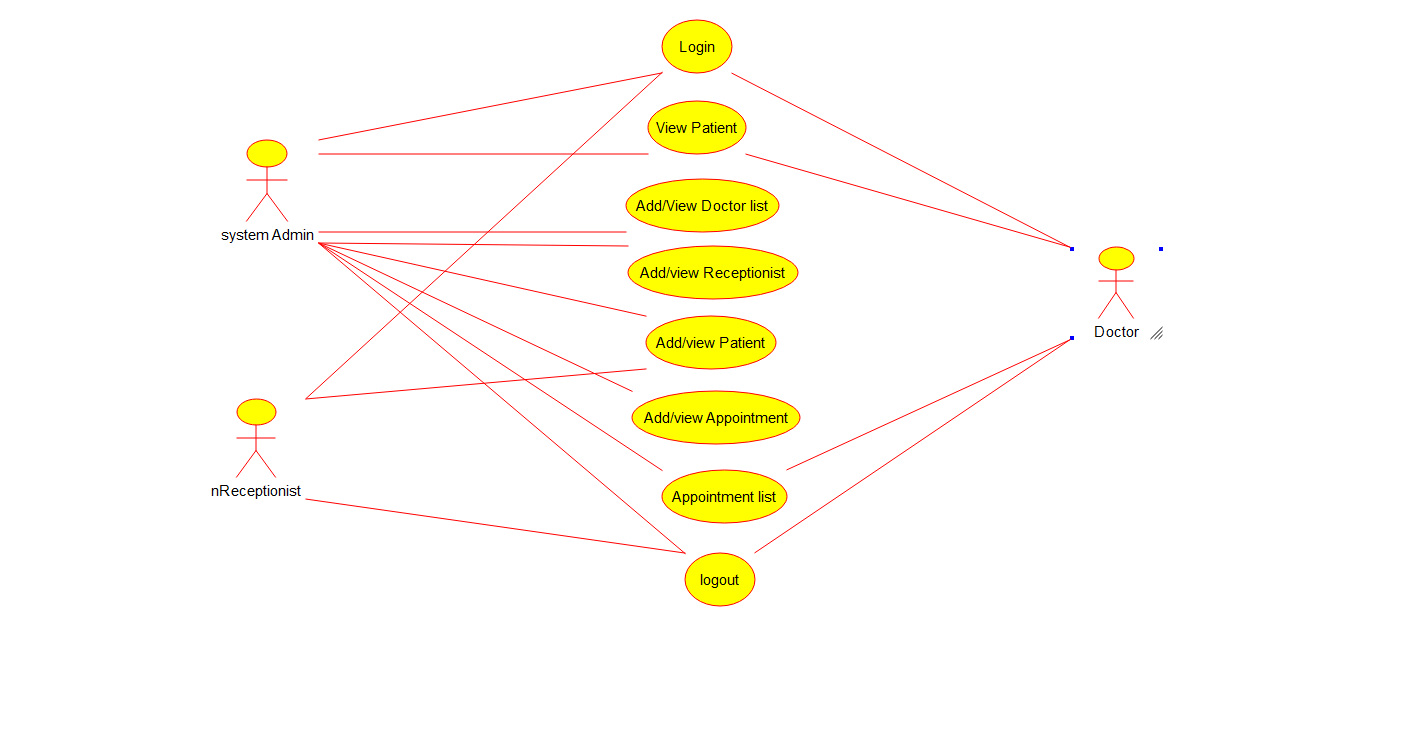 Login
View Patient
Add/View Doctor list
system Admin
Add/view Receptionist
Doctor
Add/view Patient
Add/view Appointment
nReceptionist
Appointment list
logout